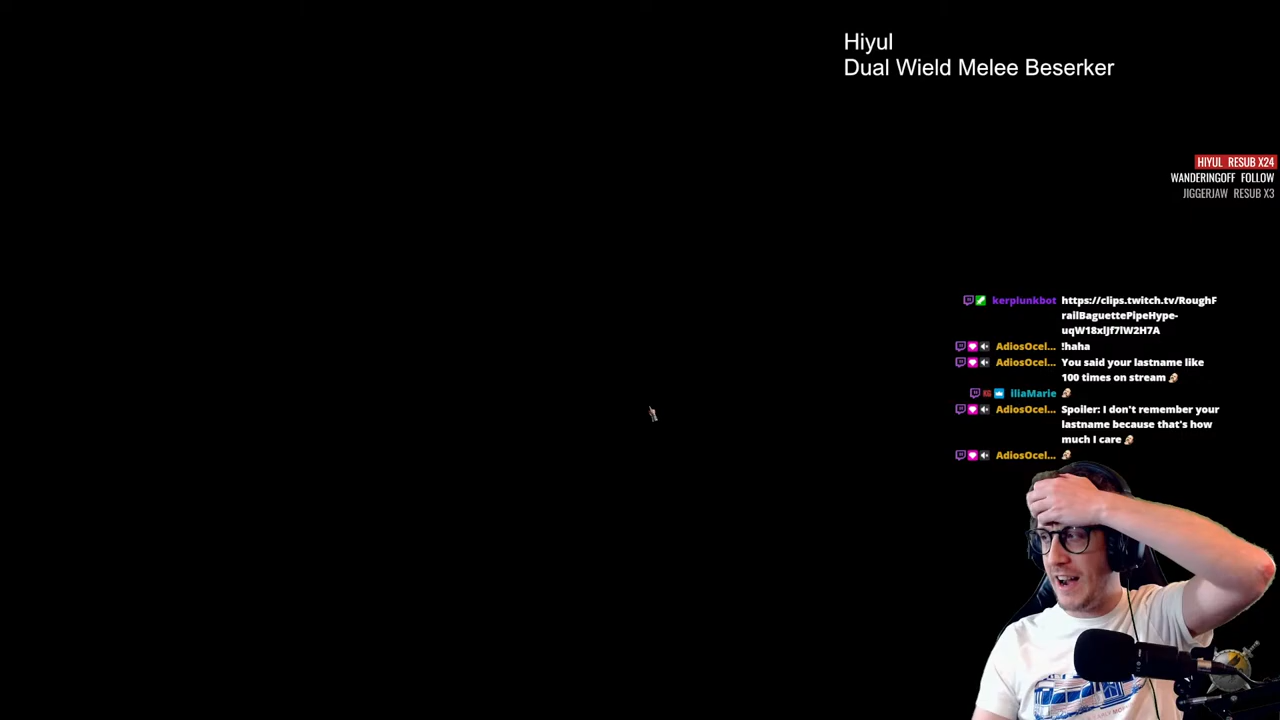 Hiyul
Dual Wield Melee Beserker
HIYUL RESUB X24
WANDERINGOFF FOLLOW
JIGGERJAW RESUB X3
kerplunkbot https://clips.twitch.tv/RoughF
railBaguettePipeHype-
uqW18xIJf7lW2H7A
AdiosOcel... !haha
AdiosOcel... You said your lastname like
100 times on stream
iliaMarie
AdiosOcel... Spoiler: I don't remember your
lastname because that's how
much I care
AdiosOcel...